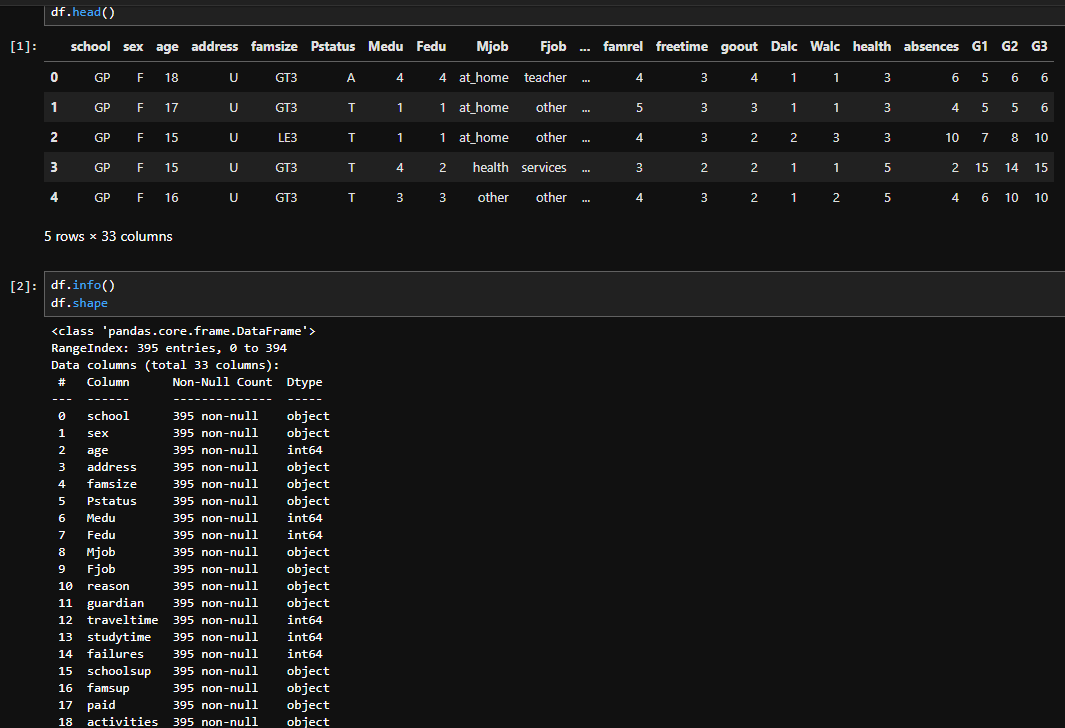 df.head()
[1]: school sex age address famsize Pstatus Medu Fedu Mjob Fjob ... famrel freetime goout Dalc Walc health absences G1 G2 G3
0 GP F 18 U GT3 A 4 4 at_home teacher ... 4 3 4 1 1 3 6 5 6 6
1 GP F 17 U GT3 T 1 1 at_home other ... 5 3 3 1 1 3 4 5 5 6
2 GP F 15 U LE3 T 1 1 at_home other ... 4 3 2 2 3 3 10 7 8 10
3 GP F 15 U GT3 T 4 2 health services ... 3 2 2 1 1 5 2 15 14 15
4 GP F 16 U GT3 T 3 3 other other ... 4 3 2 1 2 5 4 6 10 10
5 rows × 33 columns
[2]: df.info()
df.shape
<class 'pandas.core.frame.DataFrame'>
RangeIndex: 395 entries, 0 to 394
Data columns (total 33 columns):
# Column Non-Null Count Dtype
--- ------ -------------- -----
0 school 395 non-null object
1 sex 395 non-null object
2 age 395 non-null int64
3 address 395 non-null object
4 famsize 395 non-null object
5 Pstatus 395 non-null object
6 Medu 395 non-null int64
7 Fedu 395 non-null int64
8 Mjob 395 non-null object
9 Fjob 395 non-null object
10 reason 395 non-null object
11 guardian 395 non-null object
12 traveltime 395 non-null int64
13 studytime 395 non-null int64
14 failures 395 non-null int64
15 schoolsup 395 non-null object
16 famsup 395 non-null object
17 paid 395 non-null object
18 activities 395 non-null object